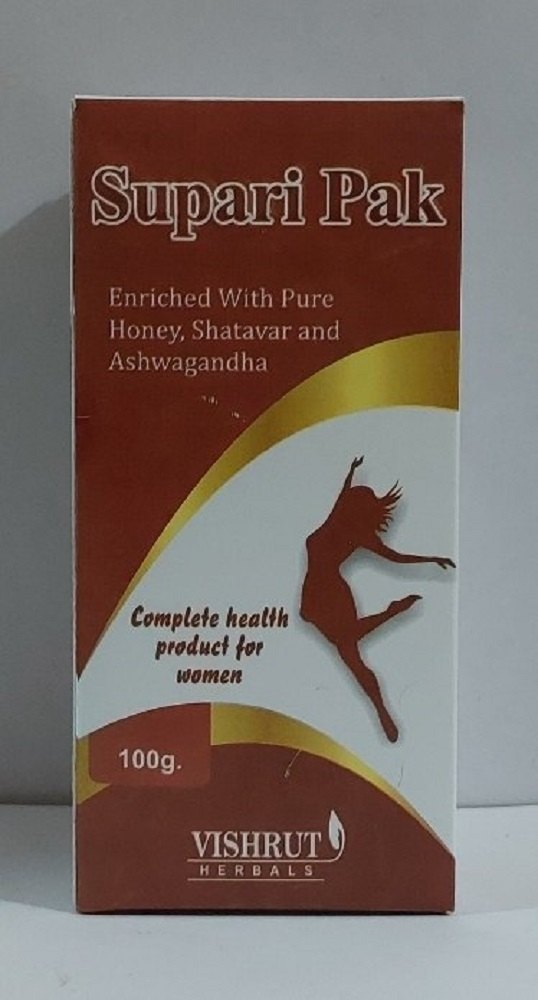 Supari Pak
Enriched With Pure
Honey, Shatavar and
Ashwagandha
Complete health
product for
women
100g.
VISHRUT
HERBALS